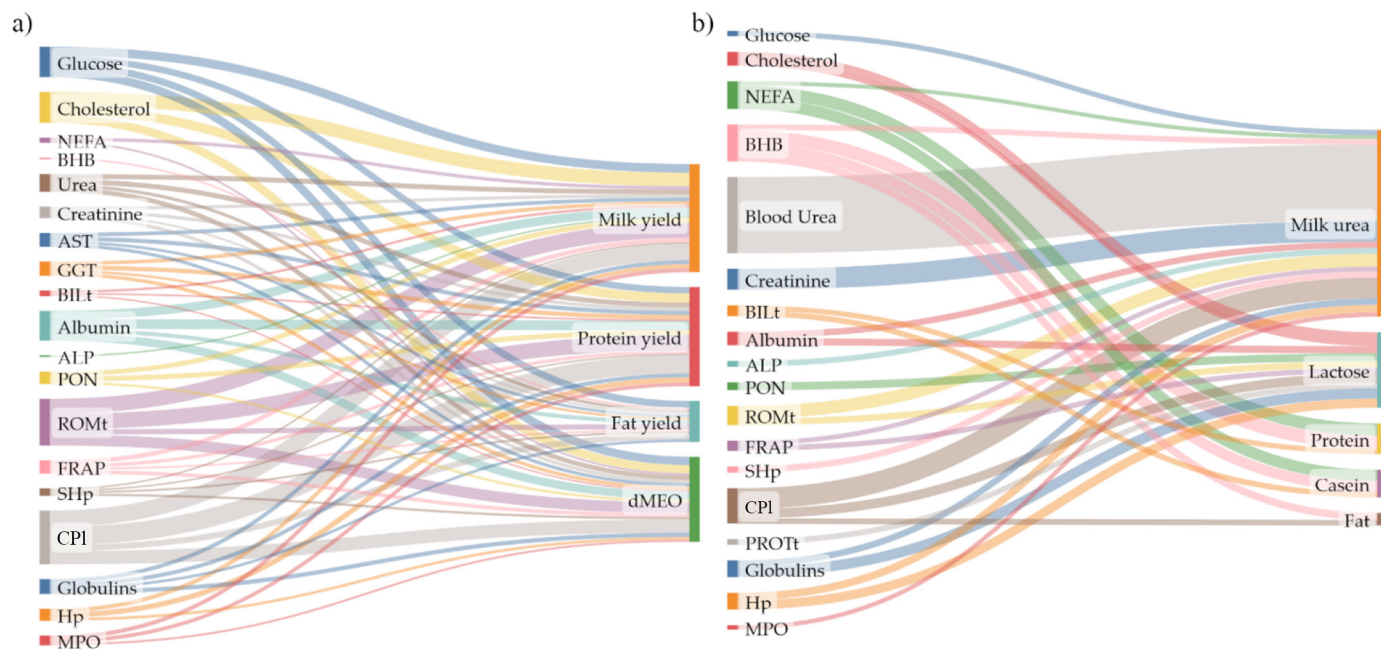 a)
Glucose
Cholesterol
NEFA
BHB
Urea
Creatinine
AST
GGT
BILt
Albumin
ALP
PON
ROMt
FRAP
SHp
CPl
Globulins
Hp
MPO
Milk yield
Protein yield
Fat yield
dMEO
b)
Glucose
Cholesterol
NEFA
BHB
Blood Urea
Creatinine
BILt
Albumin
ALP
PON
ROMt
FRAP
SHp
CPl
PROTt
Globulins
Hp
MPO
Milk urea
Lactose
Protein
Casein
Fat